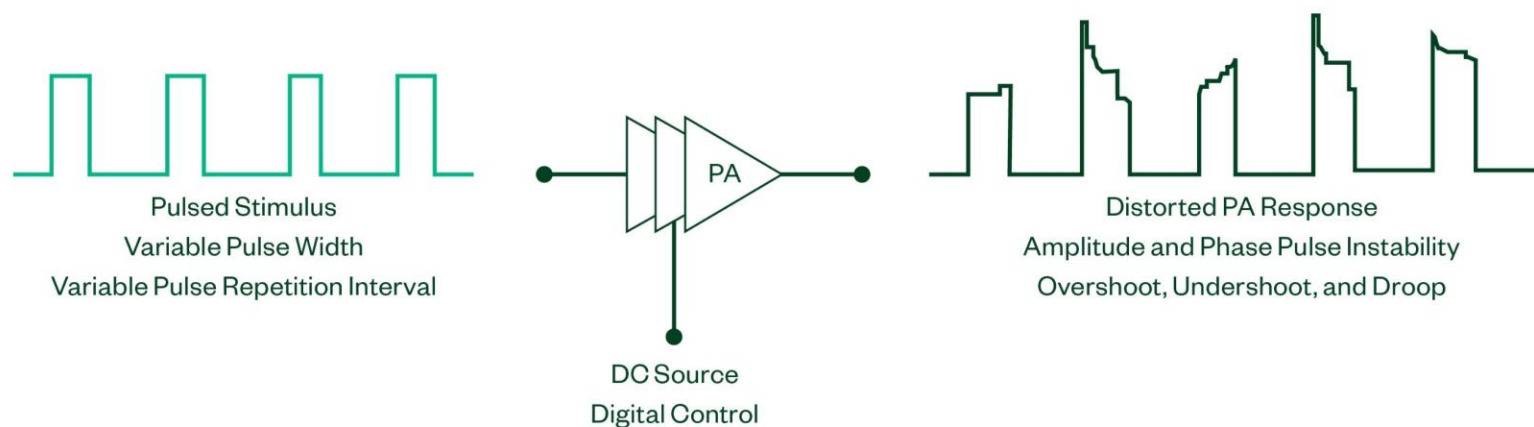 Pulsed Stimulus
Variable Pulse Width
Variable Pulse Repetition Interval
PA
DC Source
Digital Control
Distorted PA Response
Amplitude and Phase Pulse Instability
Overshoot, Undershoot, and Droop